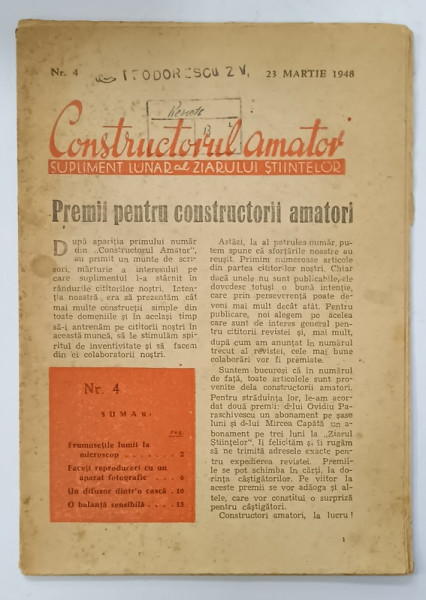 Nr. 4
TEODORESCU ZV.
23 MARTIE 1948
Constructorul amator
SUPLIMENT LUNAR al ZIARULUI ȘTIINȚELOR
Premii pentru constructorii amatori
După apariția primului număr
din „Constructorul Amator",
au primit un munte de scri-
sori, mărturie a interesului pe
care suplimentul l-a stârnit în
rândurile cititorilor noștri. Inten-
ția noastră era să prezentăm cât
mai multe construcții simple din
toate domeniile și în același timp
să-i antrenăm pe cititorii noștri în
această muncă, să le stimulăm spi-
ritul de inventivitate și să facem
din ei colaboratorii noștri.
Nr. 4
SUMAR:
pag.
Frumusețile lumii la
microscop . . . . . . . 2
Faceți reproduceri cu un
aparat fotografic . . . 6
Un difuzor dintr'o cască . 10
O balanță sensibilă . . . 15
Astăzi, la al patrulea număr, pu-
tem spune că sforțările noastre au
reușit. Primim numeroase articole
din partea cititorilor noștri. Chiar
dacă unele nu sunt publicabile, ele
dovedesc totuși o bună intenție,
care prin perseverență poate de-
veni mai mult decât atât. Pentru
publicare, noi alegem pe acelea
care sunt de interes general pen-
tru cititorii revistei și, mai mult,
după cum am anunțat în numărul
trecut al revistei, cele mai bune
colaborări vor fi premiate.
Suntem bucuroși că în numărul
de față, toate articolele sunt pro-
venite dela constructorii amatori.
Pentru străduința lor, le-am acor-
dat două premii: d-lui Ovidiu Pa-
raschivescu un abonament pe șase
luni și d-lui Mircea Capătă un a-
bonament pe trei luni la „Ziarul
Științelor". Ii felicităm și îi rugăm
să ne trimită adresele exacte pen-
tru expedierea revistei. Premii-
le se pot schimba în cărți, la do-
rința câștigătorilor. Pe viitor la
aceste premii se vor adăoga și al-
tele, care vor constitui o surpriză
pentru câștigători.
Constructori amatori, la lucru!
1